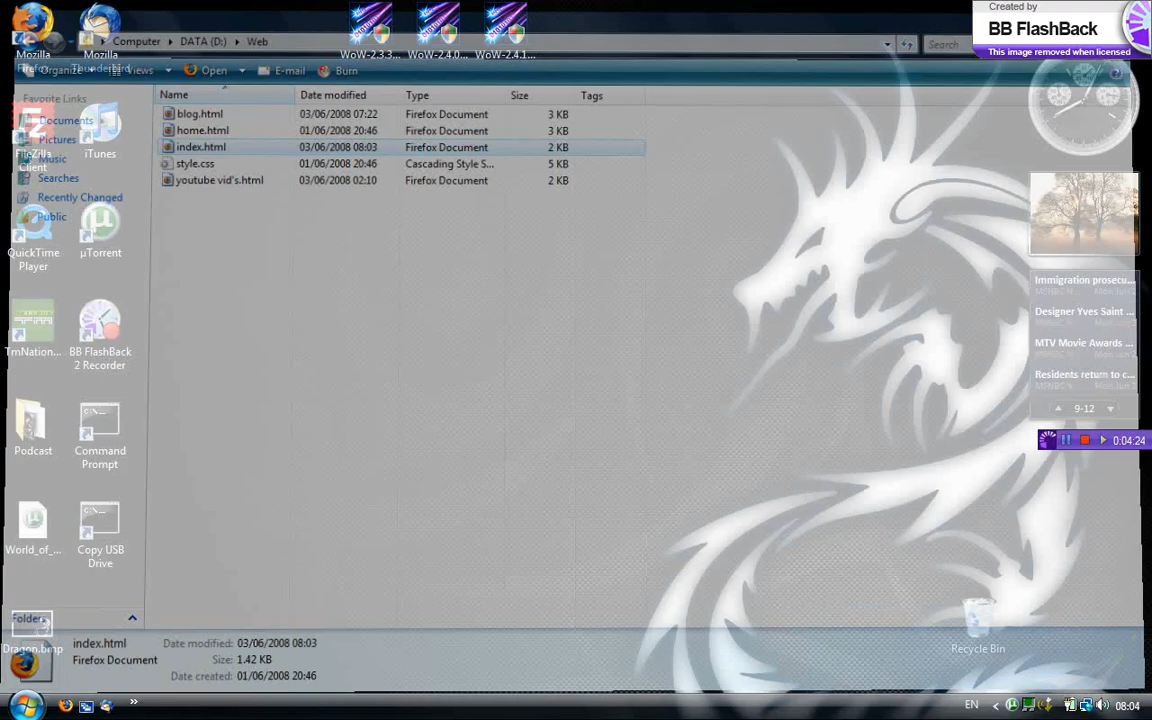 Created by
BB FlashBack
This image removed when licensed
Computer
DATA (D:)
Web
Search
Organize
Views
Open
E-mail
Burn
Mozilla Firefox
Mozilla Thunderbird
WoW-2.3.3...
WoW-2.4.0...
WoW-2.4.1...
Favorite Links
Documents
Pictures
Music
Searches
Recently Changed
Public
Name
Date modified
Type
Size
Tags
blog.html 03/06/2008 07:22 Firefox Document 3 KB
home.html 01/06/2008 20:46 Firefox Document 3 KB
index.html 03/06/2008 08:03 Firefox Document 2 KB
style.css 01/06/2008 20:46 Cascading Style S... 5 KB
youtube vid's.html 03/06/2008 02:10 Firefox Document 2 KB
FileZilla Client
iTunes
QuickTime Player
µTorrent
TmNation...
BB FlashBack 2 Recorder
Podcast
Command Prompt
World_of_...
Copy USB Drive
Dragon.bmp
Folders
Immigration prosecu...
Designer Yves Saint ...
MTV Movie Awards ...
Residents return to c...
9-12
0:04:24
Recycle Bin
index.html
Firefox Document
Date modified: 03/06/2008 08:03
Size: 1.42 KB
Date created: 01/06/2008 20:46
EN
08:04